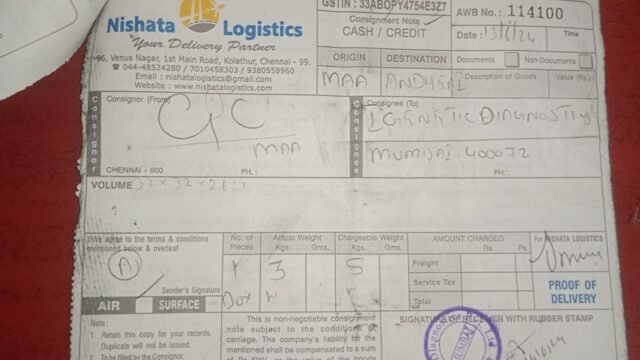 GSTIN : 33ABOPY4754E3Z7
Nishata Logistics
Your Delivery Partner
96, Venus Nagar, 1st Main Road, Kolathur, Chennai - 99.
044-48524280 / 7010458303 / 9380559960
Email : nishatalogistics@gmail.com
Website : www.nishatalogistics.com
Consignment Note
CASH / CREDIT
AWB No. : 114100
Date : 13/6/24
Time
ORIGIN
DESTINATION
Documents
Non-Documents
MAA
Description of Goods
Value (Rs.)
Consignor
Consignor (From)
GC
MAA
CHENNAI - 600
PH.:
Consignee
Consignee (To)
MUMBAI. 400072
PH.:
VOLUME
32x32x26:1
I/We agree to the terms & conditions
mentioned below & overleaf
A
Sender's Signature
AIR
SURFACE
No. of
Pieces
Actual Weight
Kgs. Gms.
Chargeable Weight
Kgs. Gms.
3
5
Box
AMOUNT CHARGED
Rs. Ps.
Freight
Service Tax
Total
For NISHATA LOGISTICS
PROOF OF
DELIVERY
Note :
1. Retain this copy for your records.
Duplicate will not be issued.
2. To be filled by the Consignor.
This is non-negotiable consignment
note subject to the conditions of
carriage. The company's liability for
the mentioned shall be compensated to a sum
SIGNATURE OF RECEIVER WITH RUBBER STAMP